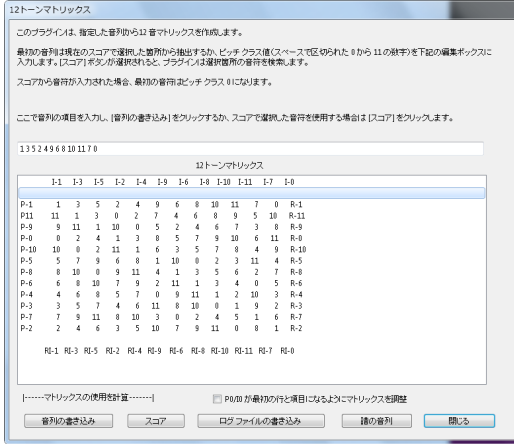 12トーンマトリックス
このプラグインは、指定した音列から12 音マトリックスを作成します。
最初の音列は現在のスコアで選択した箇所から抽出するか、ピッチ クラス値(スペースで区切られた 0 から 11 の数字)を下記の編集ボックスに
入力します。[スコア] ボタンが選択されると、プラグインは選択箇所の音符を検索します。
スコアから音符が入力された場合、最初の音符はピッチ クラス 0 になります。
ここで音列の項目を入力し、[音列の書き込み] をクリックするか、スコアで選択した音符を使用する場合は [スコア] をクリックします。
1 3 5 2 4 9 6 8 10 11 7 0
12トーンマトリックス
I-1 I-3 I-5 I-2 I-4 I-9 I-6 I-8 I-10 I-11 I-7 I-0
P-1 1 3 5 2 4 9 6 8 10 11 7 0 R-1
P11 11 1 3 0 2 7 4 6 8 9 5 10 R-11
P-9 9 11 1 10 0 5 2 4 6 7 3 8 R-9
P-0 0 2 4 1 3 8 5 7 9 10 6 11 R-0
P-10 10 0 2 11 1 6 3 5 7 8 4 9 R-10
P-5 5 7 9 6 8 1 10 0 2 3 11 4 R-5
P-8 8 10 0 9 11 4 1 3 5 6 2 7 R-8
P-6 6 8 10 7 9 2 11 1 3 4 0 5 R-6
P-4 4 6 8 5 7 0 9 11 1 2 10 3 R-4
P-3 3 5 7 4 6 11 8 10 0 1 9 2 R-3
P-7 7 9 11 8 10 3 0 2 4 5 1 6 R-7
P-2 2 4 6 3 5 10 7 9 11 0 8 1 R-2
RI-1 RI-3 RI-5 RI-2 RI-4 RI-9 RI-6 RI-8 RI-10 RI-11 RI-7 RI-0
|------マトリックスの使用を計算-------|
P0/I0 が最初の行と項目になるようにマトリックスを調整
音列の書き込み スコア ログ ファイルの書き込み 譜の音列 閉じる